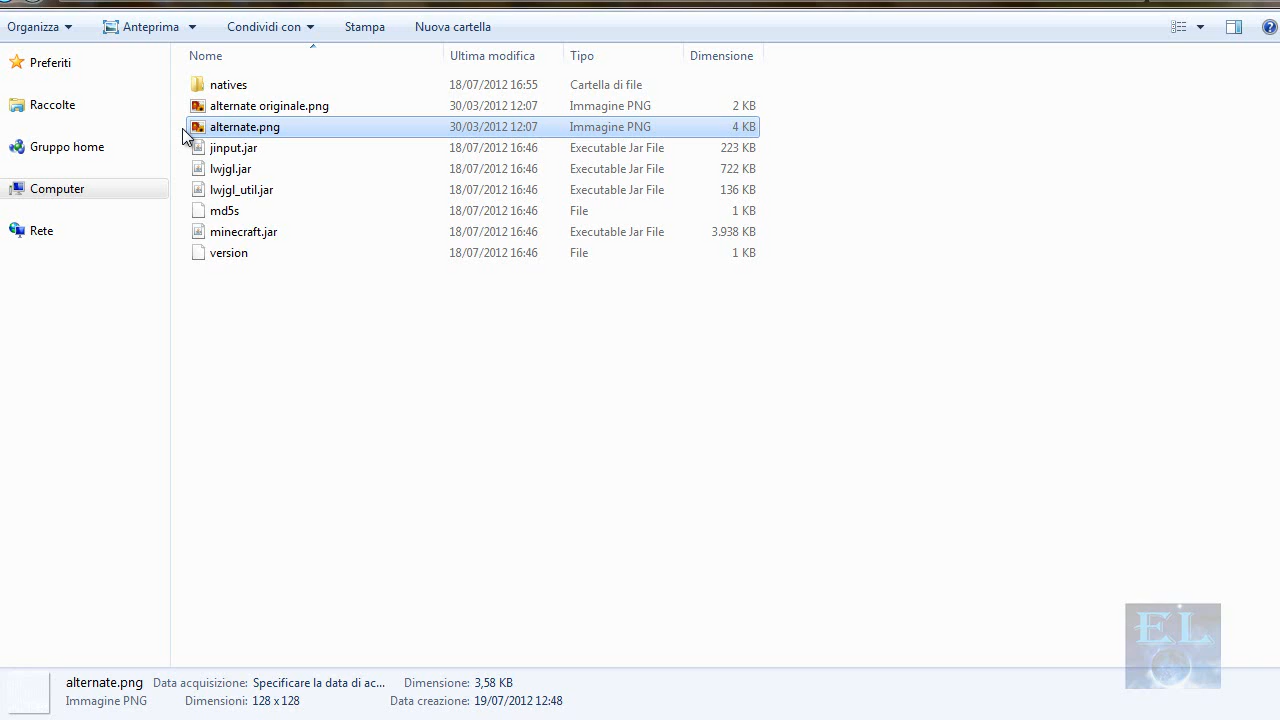 Organizza Anteprima Condividi con Stampa Nuova cartella
Nome Ultima modifica Tipo Dimensione
Preferiti
Raccolte
Gruppo home
Computer
Rete
natives 18/07/2012 16:55 Cartella di file
alternate originale.png 30/03/2012 12:07 Immagine PNG 2 KB
alternate.png 30/03/2012 12:07 Immagine PNG 4 KB
jinput.jar 18/07/2012 16:46 Executable Jar File 223 KB
lwjgl.jar 18/07/2012 16:46 Executable Jar File 722 KB
lwjgl_util.jar 18/07/2012 16:46 Executable Jar File 136 KB
md5s 18/07/2012 16:46 File 1 KB
minecraft.jar 18/07/2012 16:46 Executable Jar File 3.938 KB
version 18/07/2012 16:46 File 1 KB
EL
alternate.png Data acquisizione: Specificare la data di ac... Dimensione: 3,58 KB
Immagine PNG Dimensioni: 128 x 128 Data creazione: 19/07/2012 12:48